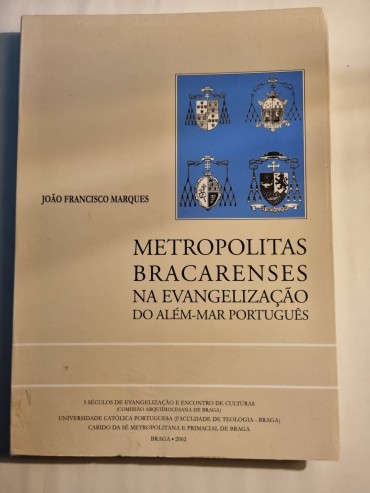 JOÃO FRANCISCO MARQUES
METROPOLITAS
BRACARENSES
NA EVANGELIZAÇÃO
DO ALÉM-MAR PORTUGUÊS
5 SÉCULOS DE EVANGELIZAÇÃO E ENCONTRO DE CULTURAS
(COMISSÃO ARQUIDIOCESANA DE BRAGA)
UNIVERSIDADE CATÓLICA PORTUGUESA (FACULDADE DE TEOLOGIA - BRAGA)
CABIDO DA SÉ METROPOLITANA E PRIMACIAL DE BRAGA
BRAGA • 2002